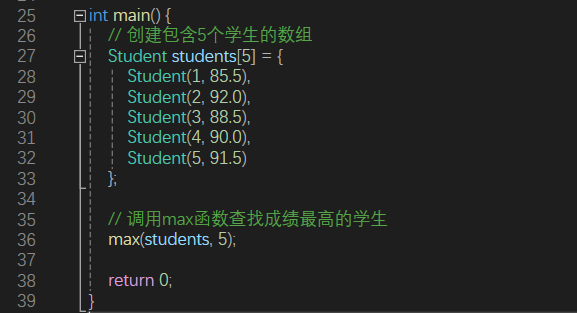 25 int main() {
26 // 创建包含5个学生的数组
27 Student students[5] = {
28 Student(1, 85.5),
29 Student(2, 92.0),
30 Student(3, 88.5),
31 Student(4, 90.0),
32 Student(5, 91.5)
33 };
34
35 // 调用max函数查找成绩最高的学生
36 max(students, 5);
37
38 return 0;
39 }